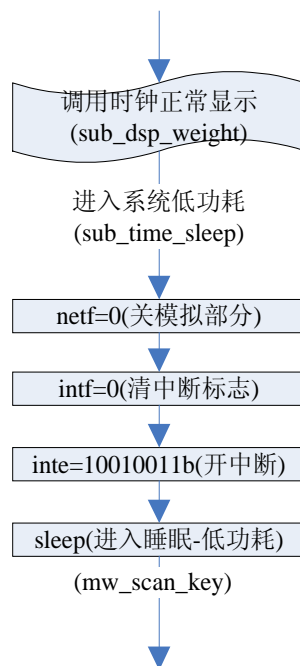 调用时钟正常显示
(sub_dsp_weight)
进入系统低功耗
(sub_time_sleep)
netf=0(关模拟部分)
intf=0(清中断标志)
inte=10010011b(开中断)
sleep(进入睡眠-低功耗)
(mw_scan_key)